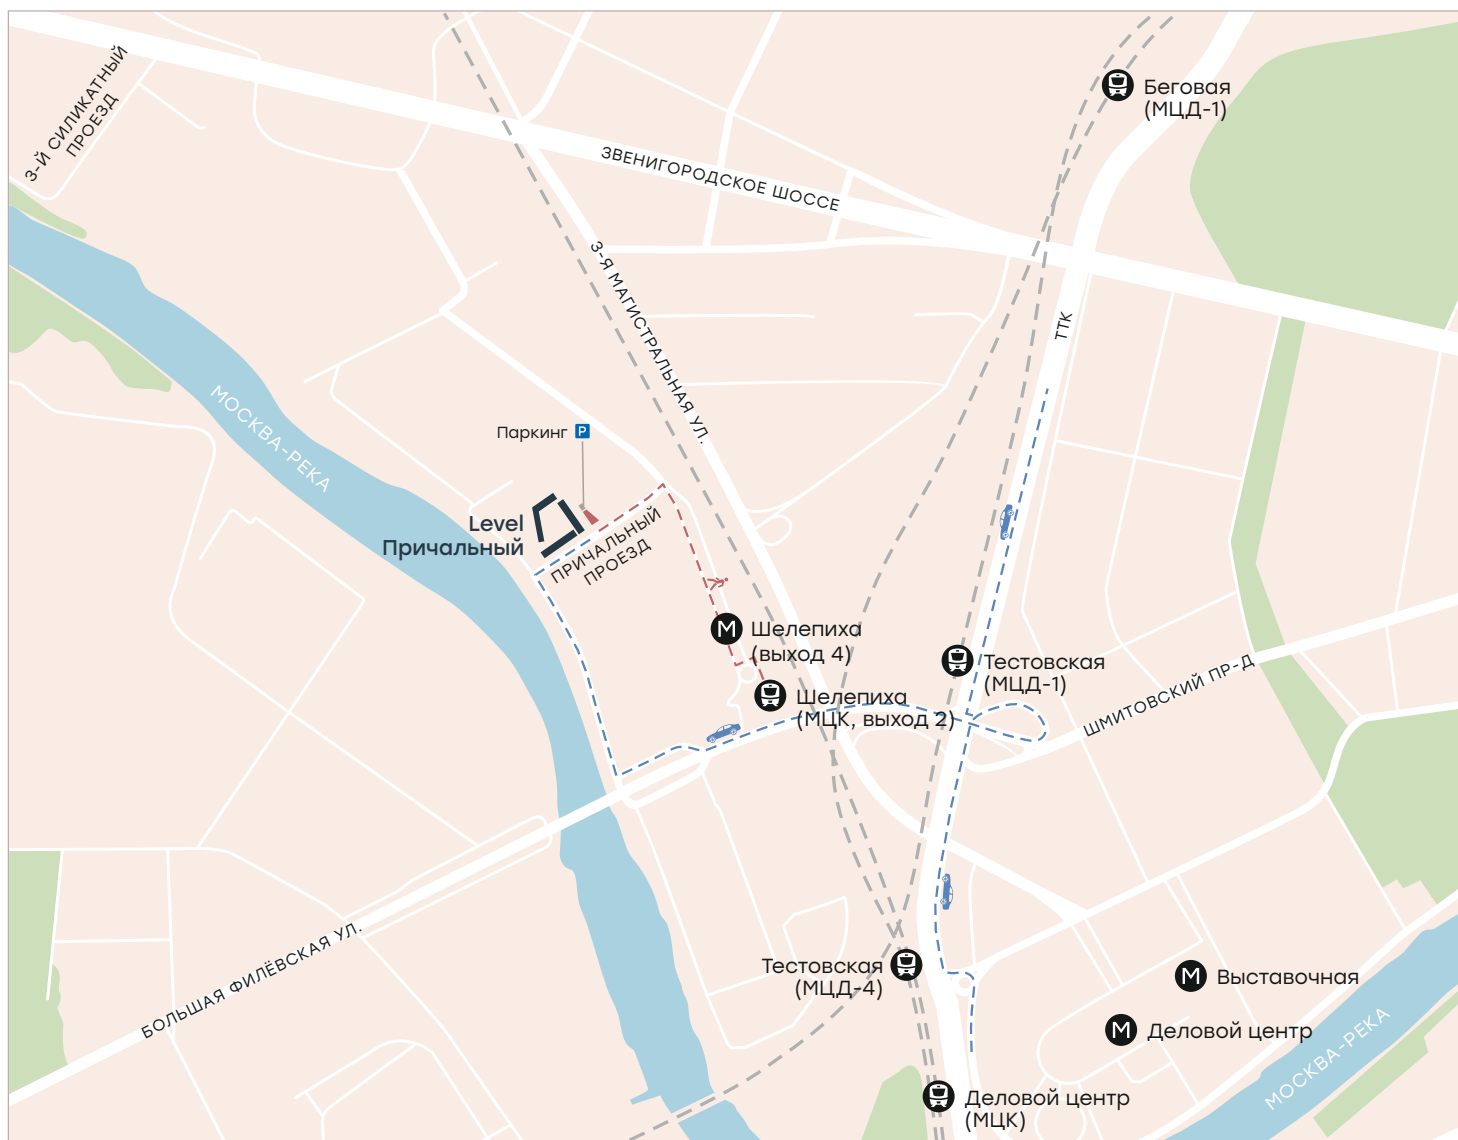 Беговая
(МЦД-1)
3-Й СИЛИКАТНЫЙ
ПРОЕЗД
ЗВЕНИГОРОДСКОЕ ШОССЕ
3-Я МАГИСТРАЛЬНАЯ УЛ.
ТТК
МОСКВА-РЕКА
Паркинг P
Level
Причальный
ПРИЧАЛЬНЫЙ
ПРОЕЗД
М Шелепиха
(выход 4)
Шелепиха
(МЦК, выход 2)
Тестовская
(МЦД-1)
ШМИТОВСКИЙ ПР-Д
БОЛЬШАЯ ФИЛЁВСКАЯ УЛ.
Тестовская
(МЦД-4)
М Выставочная
М Деловой центр
МОСКВА-РЕКА
Деловой центр
(МЦК)